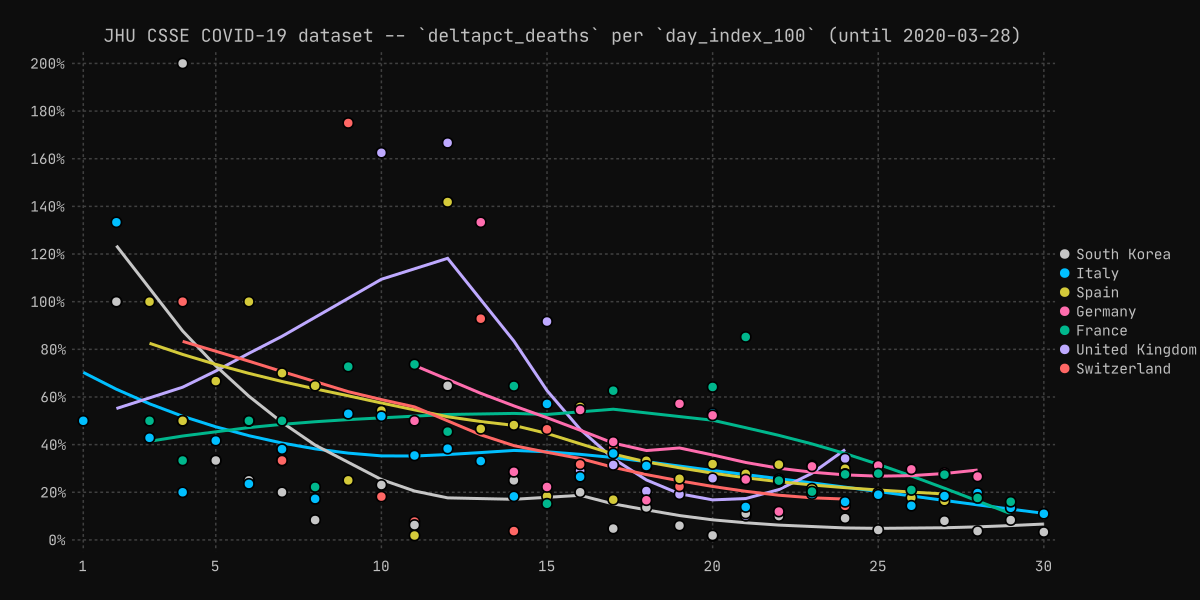 JHU CSSE COVID-19 dataset -- `deltapct_deaths` per `day_index_100` (until 2020-03-28)
200%
180%
160%
140%
120%
100%
80%
60%
40%
20%
0%
1 5 10 15 20 25 30
South Korea
Italy
Spain
Germany
France
United Kingdom
Switzerland